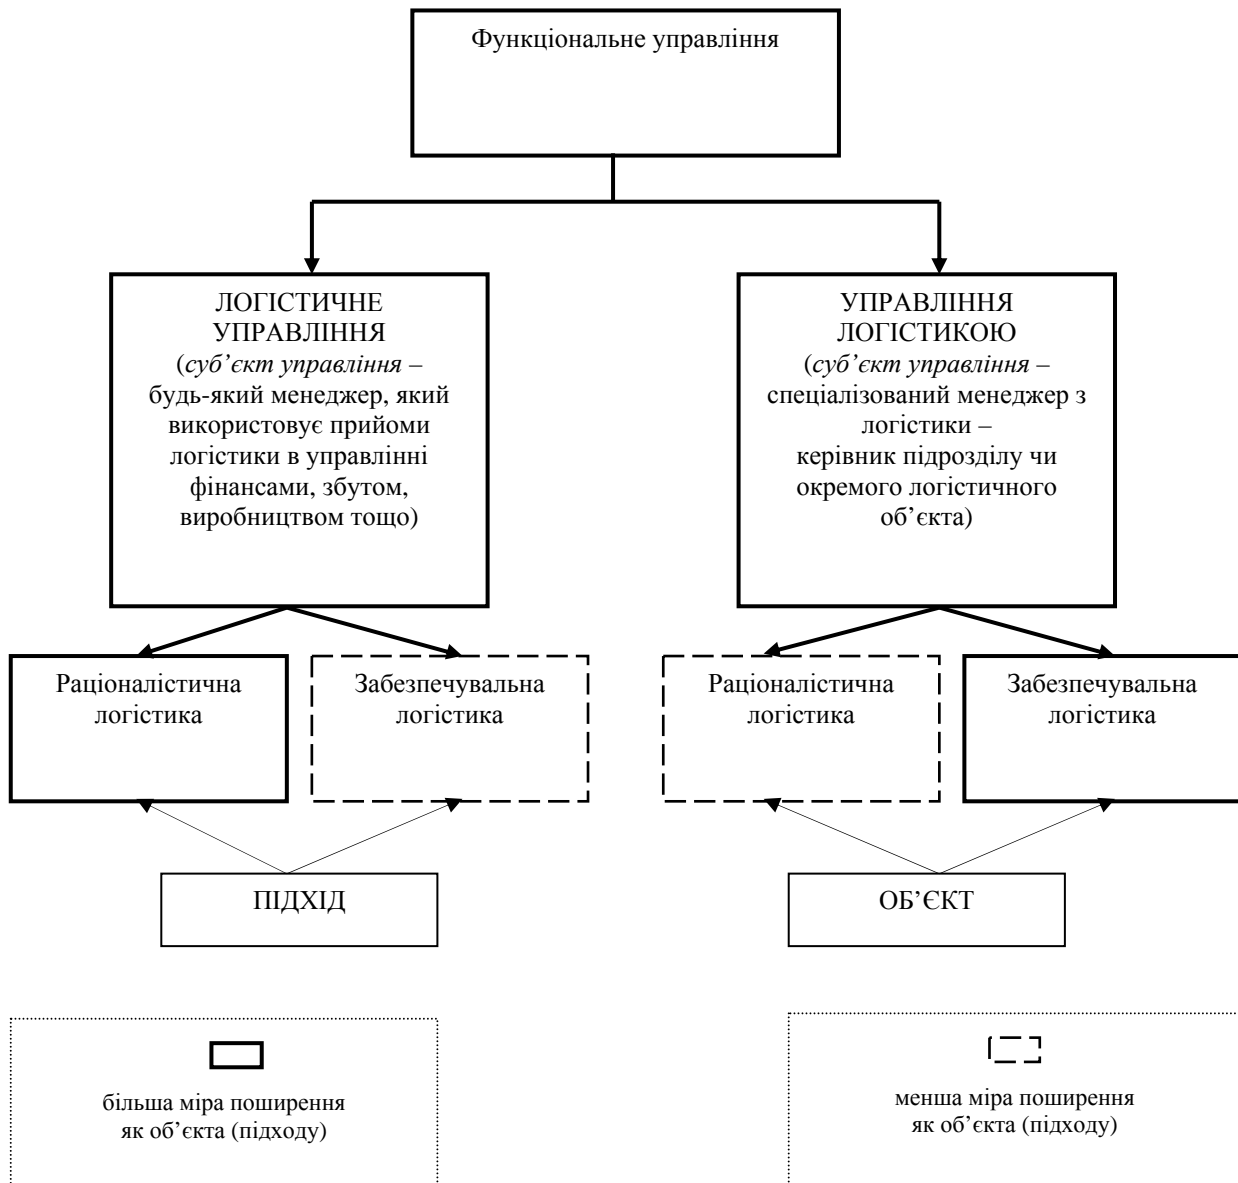 Функціональне управління
ЛОГІСТИЧНЕ
УПРАВЛІННЯ
(суб’єкт управління –
будь-який менеджер, який
використовує прийоми
логістики в управлінні
фінансами, збутом,
виробництвом тощо)
УПРАВЛІННЯ
ЛОГІСТИКОЮ
(суб’єкт управління –
спеціалізований менеджер з
логістики –
керівник підрозділу чи
окремого логістичного
об’єкта)
Раціоналістична
логістика
Забезпечувальна
логістика
Раціоналістична
логістика
Забезпечувальна
логістика
ПІДХІД
ОБ’ЄКТ
більша міра поширення
як об’єкта (підходу)
менша міра поширення
як об’єкта (підходу)